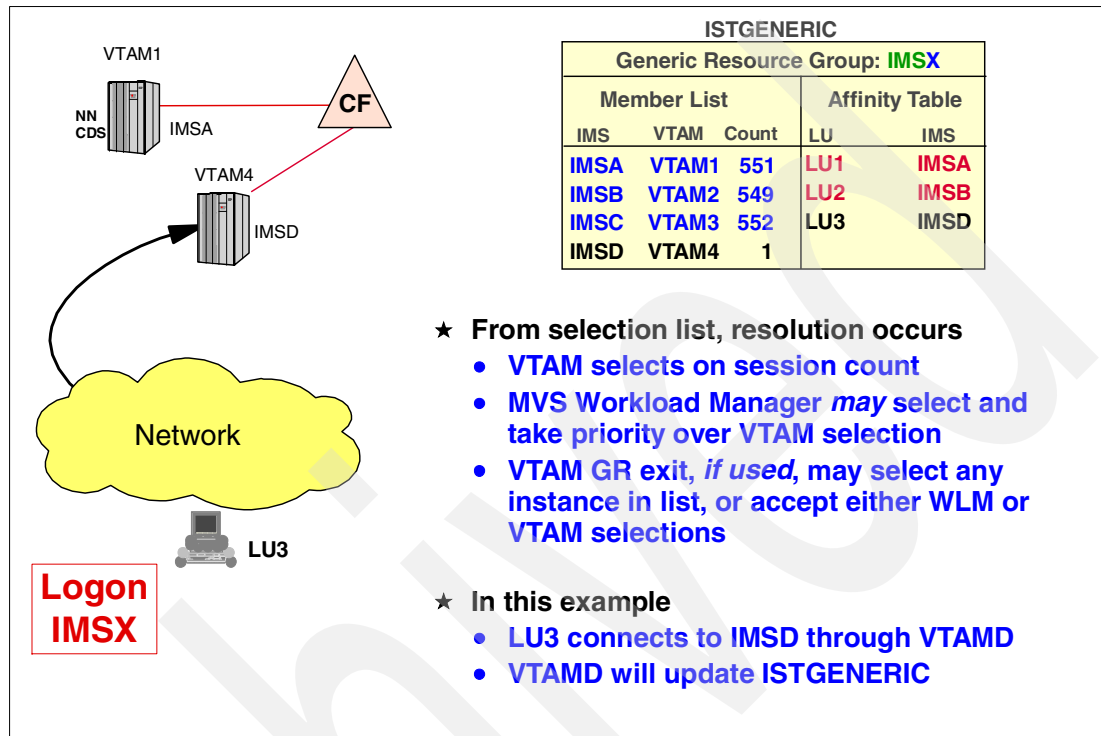 VTAM1
NN
CDS
IMSA
CF
VTAM4
IMSD
Network
LU3
Logon
IMSX
ISTGENERIC
Generic Resource Group: IMSX
Member List Affinity Table
IMS VTAM Count LU IMS
IMSA VTAM1 551 LU1 IMSA
IMSB VTAM2 549 LU2 IMSB
IMSC VTAM3 552 LU3 IMSD
IMSD VTAM4 1
★ From selection list, resolution occurs
• VTAM selects on session count
• MVS Workload Manager may select and
take priority over VTAM selection
• VTAM GR exit, if used, may select any
instance in list, or accept either WLM or
VTAM selections
★ In this example
• LU3 connects to IMSD through VTAMD
• VTAMD will update ISTGENERIC